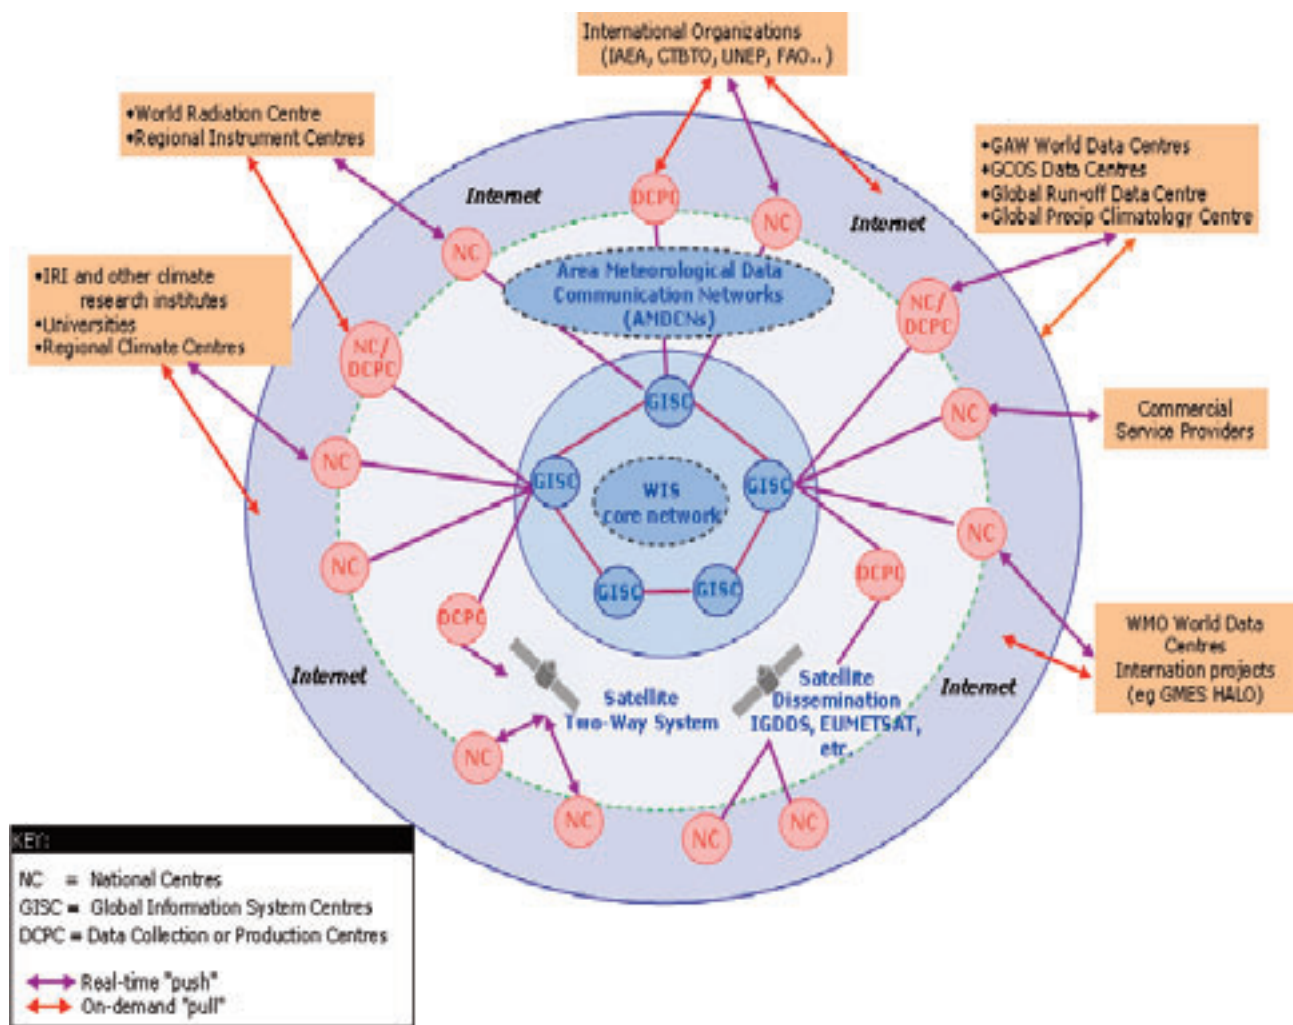 International Organizations
(IAEA, CTBTO, UNEP, FAO..)
•World Radiation Centre
•Regional Instrument Centres
•GAW World Data Centres
•GCOS Data Centres
•Global Run-off Data Centre
•Global Precip Climatology Centre
Internet
DCPC
NC
Internet
NC
•IRI and other climate
research institutes
•Universities
•Regional Climate Centres
Area Meteorological Data
Communication Networks
(AMDCNs)
NC/
DCPC
NC/
DCPC
GISC
NC
Commercial
Service Providers
NC
GISC
WIS
core network
GISC
NC
NC
DCPC
GISC
GISC
DCPC
WMO World Data
Centres
Internation projects
(eg GMES HALO)
Internet
Satellite
Two-Way System
Satellite
Dissemination
IGDDS, EUMETSAT,
etc.
Internet
NC
NC
NC
NC
KEY:
NC = National Centres
GISC = Global Information System Centres
DCPC = Data Collection or Production Centres
Real-time "push"
On-demand "pull"